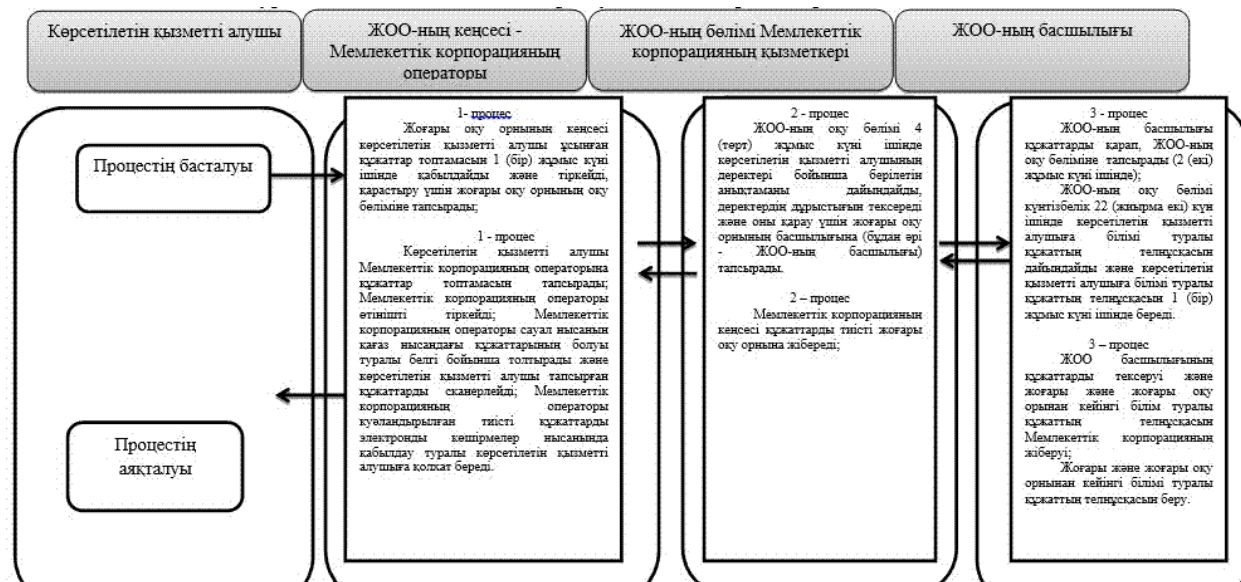 Көрсетілетін қызметті алушы
ЖОО-ның кеңсесі -
Мемлекеттік корпорацияның
операторы
ЖОО-ның бөлімі Мемлекеттік
корпорацияның қызметкері
ЖОО-ның басшылығы
Процестің басталуы
Процестің
аяқталуы
1- процес
Жоғары оқу орнының кеңсесі
көрсетілетін қызметті алушы ұсынған
құжаттар топтамасын 1 (бір) жұмыс күні
ішінде қабылдайды және тіркейді,
қарастыру үшін жоғары оқу орнының оқу
бөліміне тапсырады;
1 - процес
Көрсетілетін қызметті алушы
Мемлекеттік корпорацияның операторына
құжаттар топтамасын тапсырады;
Мемлекеттік корпорацияның операторы
өтінішті тіркейді; Мемлекеттік
корпорацияның операторы сауал нысанын
қағаз нысандағы құжаттарының болуы
туралы белгі бойынша толтырады және
көрсетілетін қызметті алушы тапсырған
құжаттарды сканерлейді; Мемлекеттік
корпорацияның операторы
куәландырылған тиісті құжаттарды
электронды көшірмелер нысанында
қабылдау туралы көрсетілетін қызметті
алушыға қолхат береді.
2 - процес
ЖОО-ның оқу бөлімі 4
(төрт) жұмыс күні ішінде
көрсетілетін қызметті алушының
деректері бойынша берілетін
анықтаманы дайындайды,
деректердің дұрыстығын тексереді
және оны қарау үшін жоғары оқу
орнының басшылығына (бұдан әрі
- ЖОО-ның басшылығы)
тапсырады.
2 – процес
Мемлекеттік корпорацияның
кеңсесі құжаттарды тиісті жоғары
оқу орнына жібереді;
3 - процес
ЖОО-ның басшылығы
құжаттарды қарап, ЖОО-ның
оқу бөліміне тапсырады (2 (екі)
жұмыс күні ішінде);
ЖОО-ның оқу бөлімі
күнтізбелік 22 (жиырма екі) күн
ішінде көрсетілетін қызметті
алушыға білімі туралы
құжаттың телнұсқасын
дайындайды және көрсетілетін
қызметті алушыға білімі туралы
құжаттың телнұсқасын 1 (бір)
жұмыс күні ішінде береді.
3 – процес
ЖОО басшылығының
құжаттарды тексеруі және
жоғары және жоғары оқу
орынан кейінгі білім туралы
құжаттың телнұсқасын
Мемлекеттік корпорацияның
жіберуі;
Жоғары және жоғары оқу
орнынан кейінгі білімі туралы
құжаттың телнұсқасын беру.